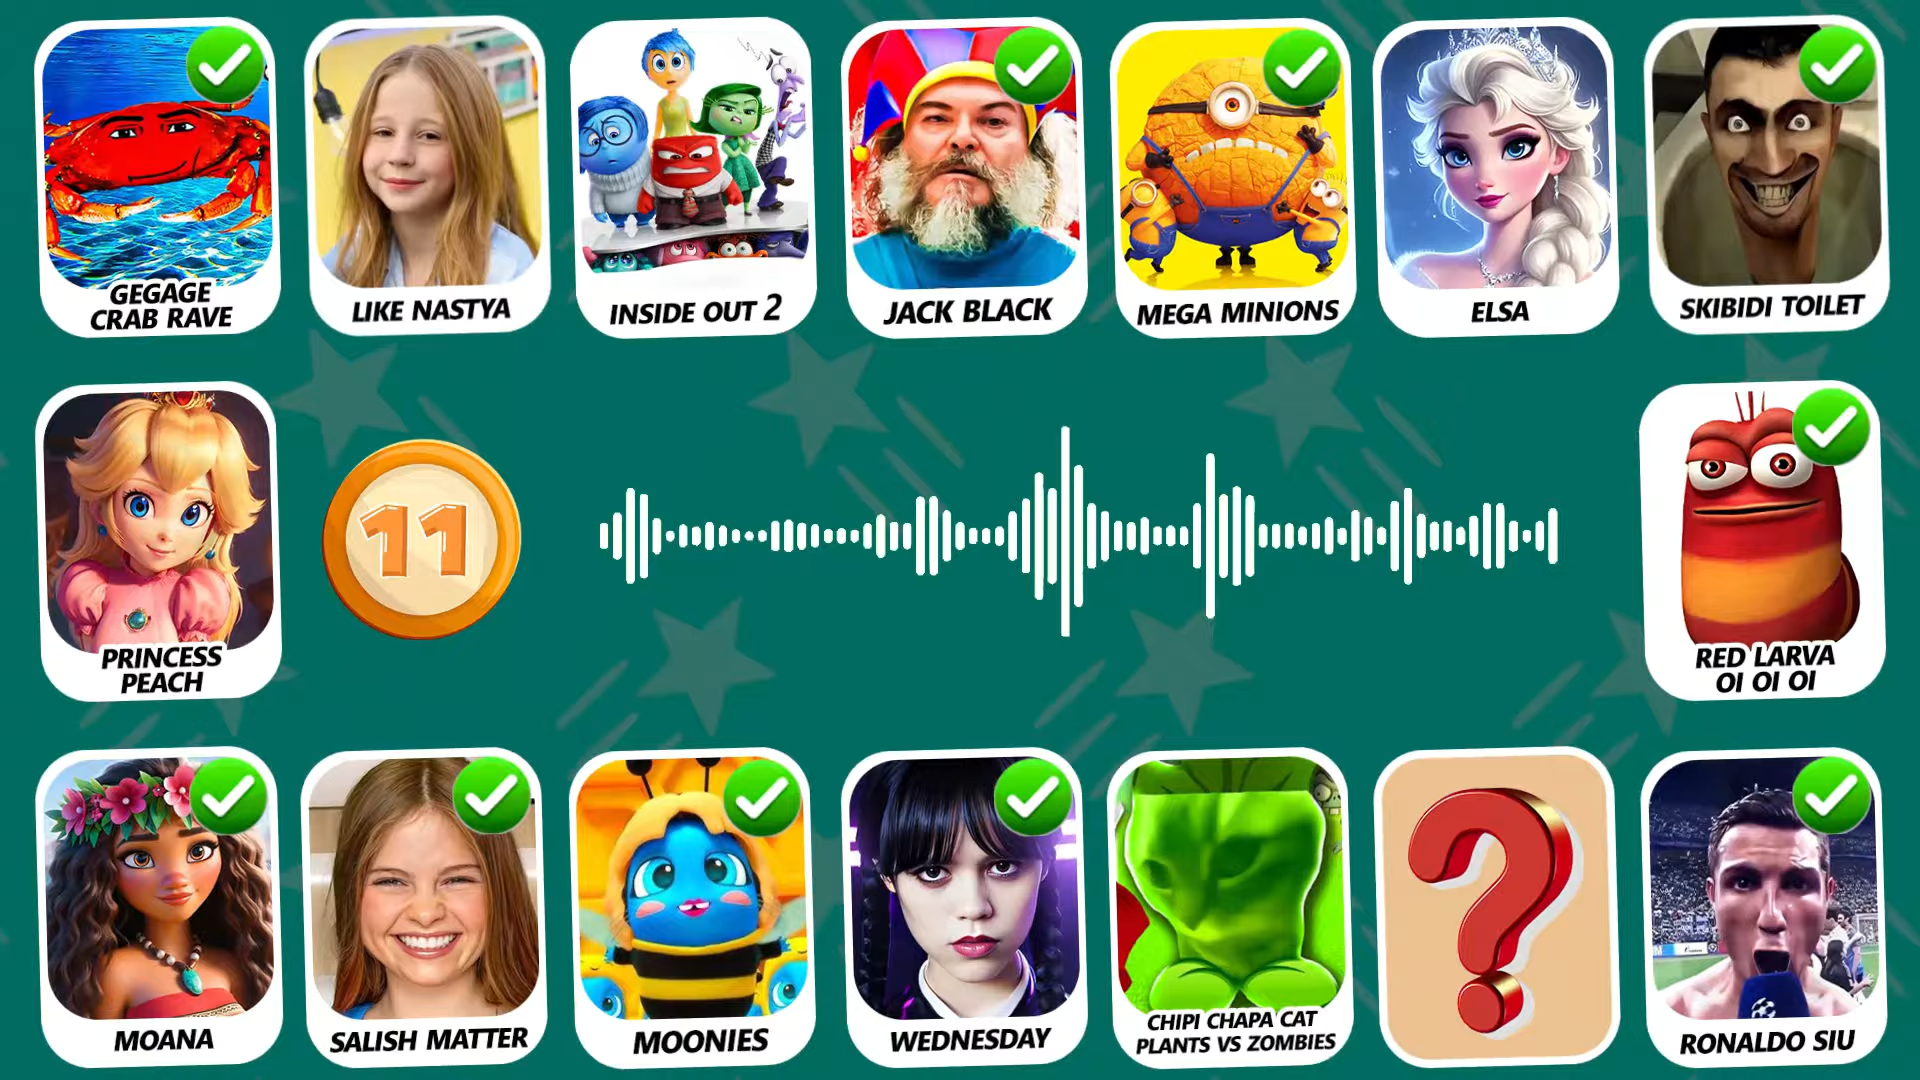 GEGAGE
CRAB RAVE
LIKE NASTYA
INSIDE OUT 2
JACK BLACK
MEGA MINIONS
ELSA
SKIBIDI TOILET
PRINCESS
PEACH
11
RED LARVA
OI OI OI
MOANA
SALISH MATTER
MOONIES
WEDNESDAY
CHIPI CHAPA CAT
PLANTS VS ZOMBIES
?
RONALDO SIU